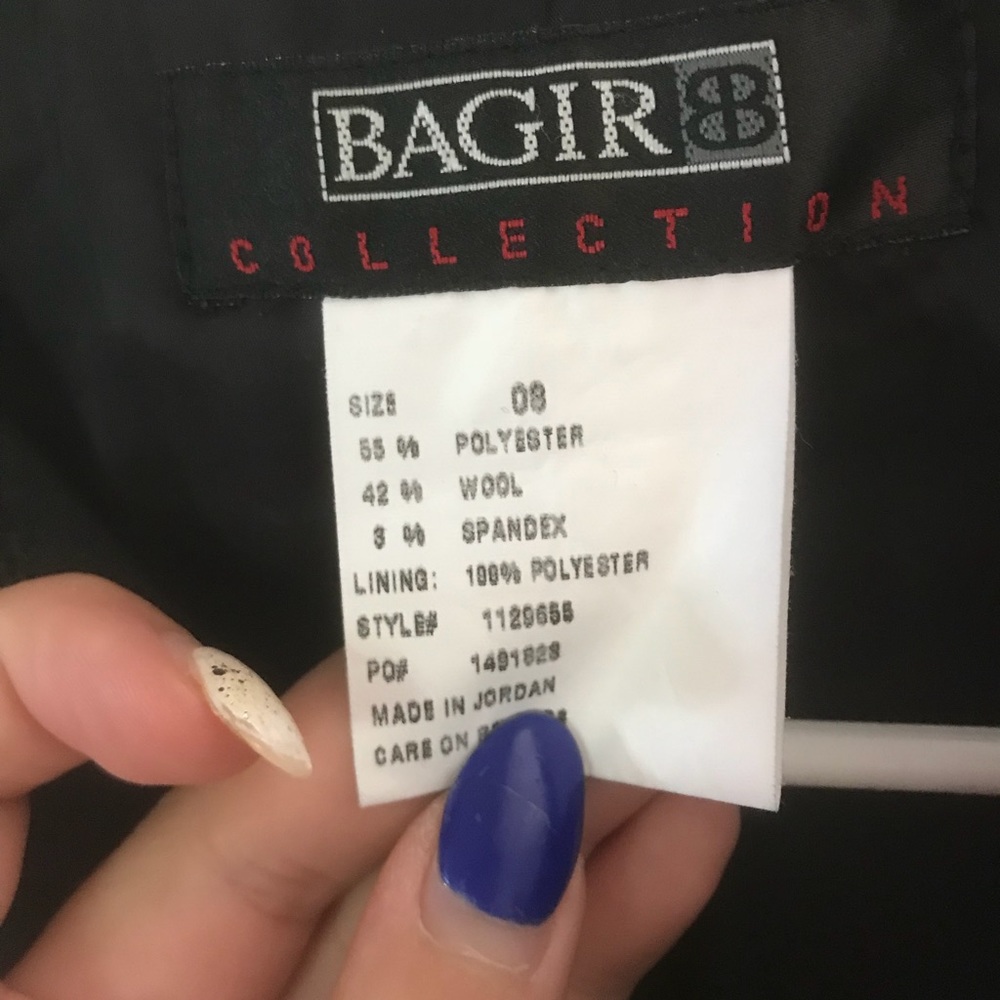 BAGIR
COLLECTION
SIZE 08
55 % POLYESTER
42 % WOOL
3 % SPANDEX
LINING: 100% POLYESTER
STYLE# 1129655
PO# 1491823
MADE IN JORDAN
CARE ON